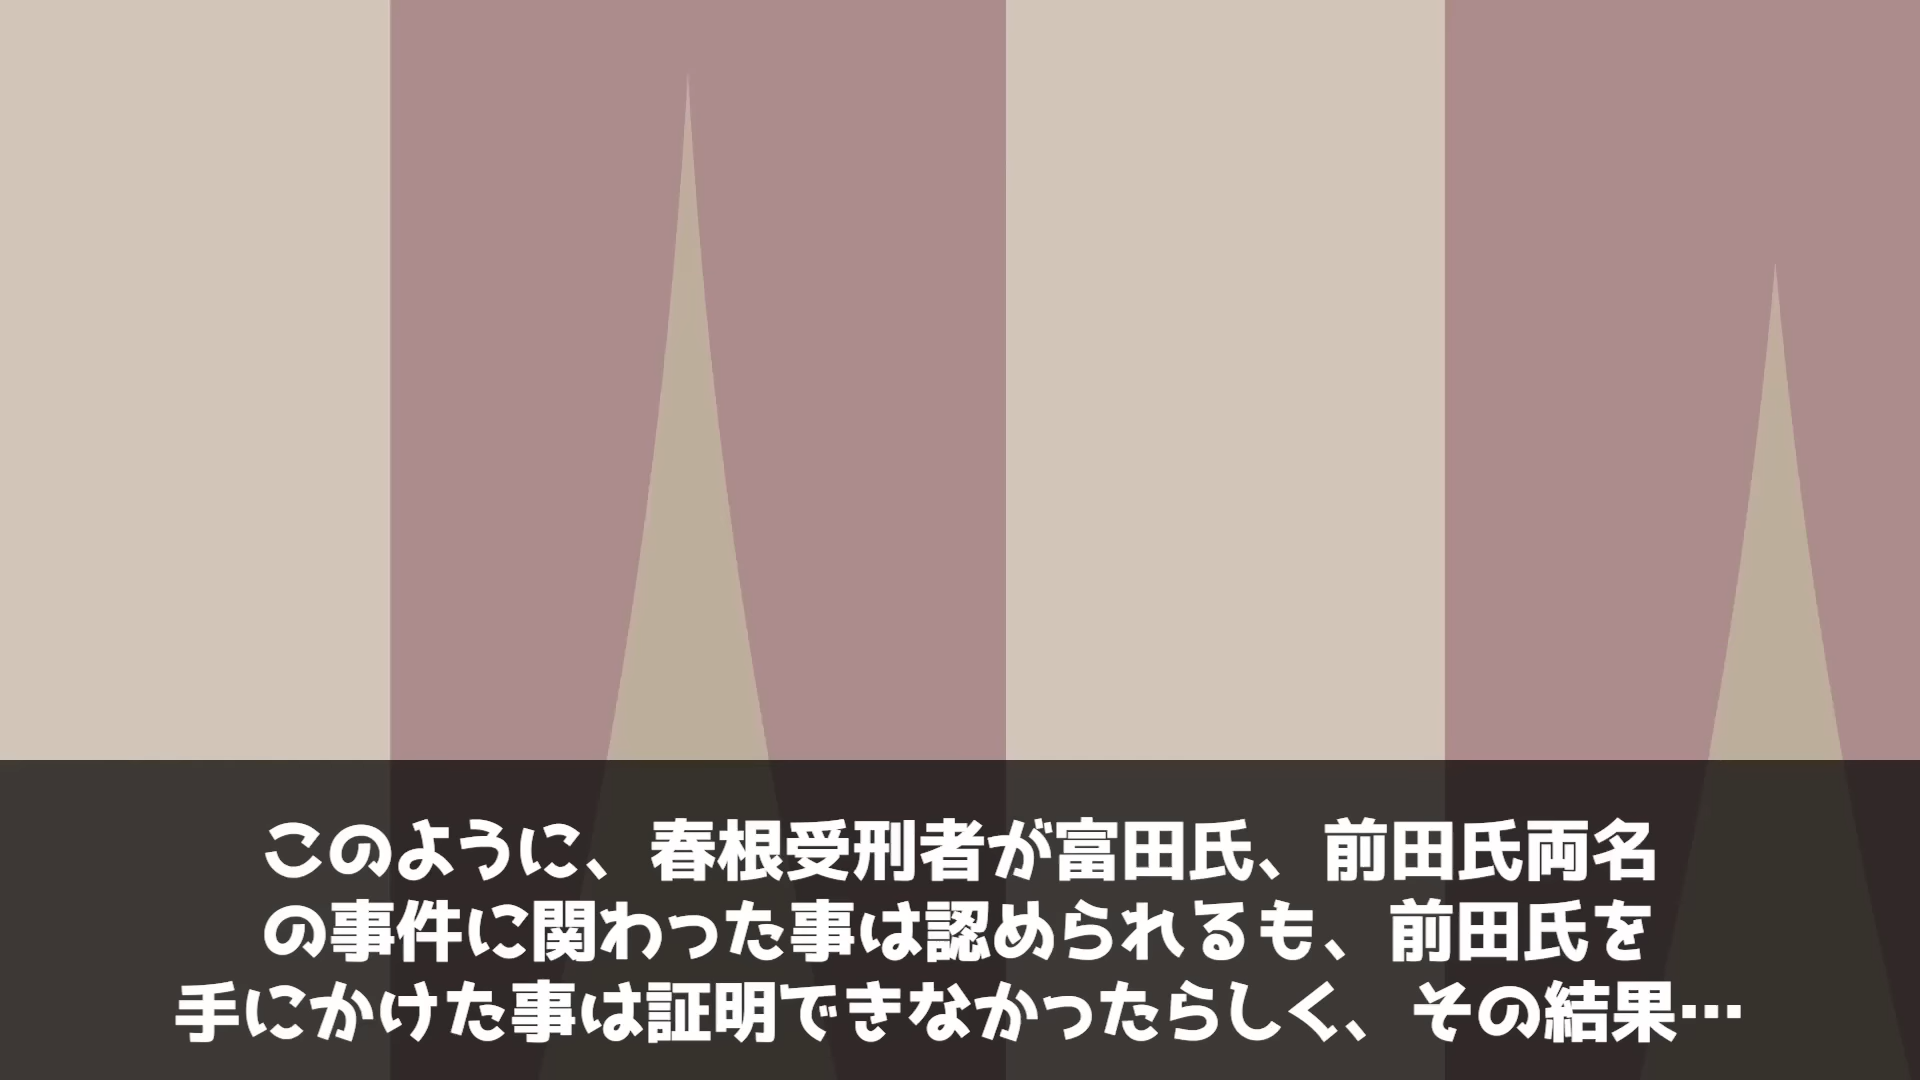 このように、春根受刑者が富田氏、前田氏両名
の事件に関わった事は認められるも、前田氏を
手にかけた事は証明できなかったらしく、その結果…